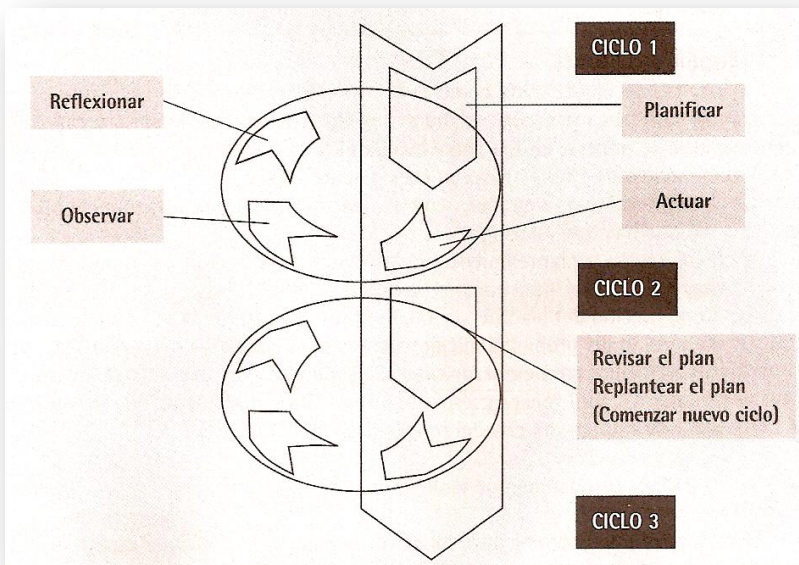 CICLO 1
Reflexionar
Planificar
Observar
Actuar
CICLO 2
Revisar el plan
Replantear el plan
(Comenzar nuevo ciclo)
CICLO 3